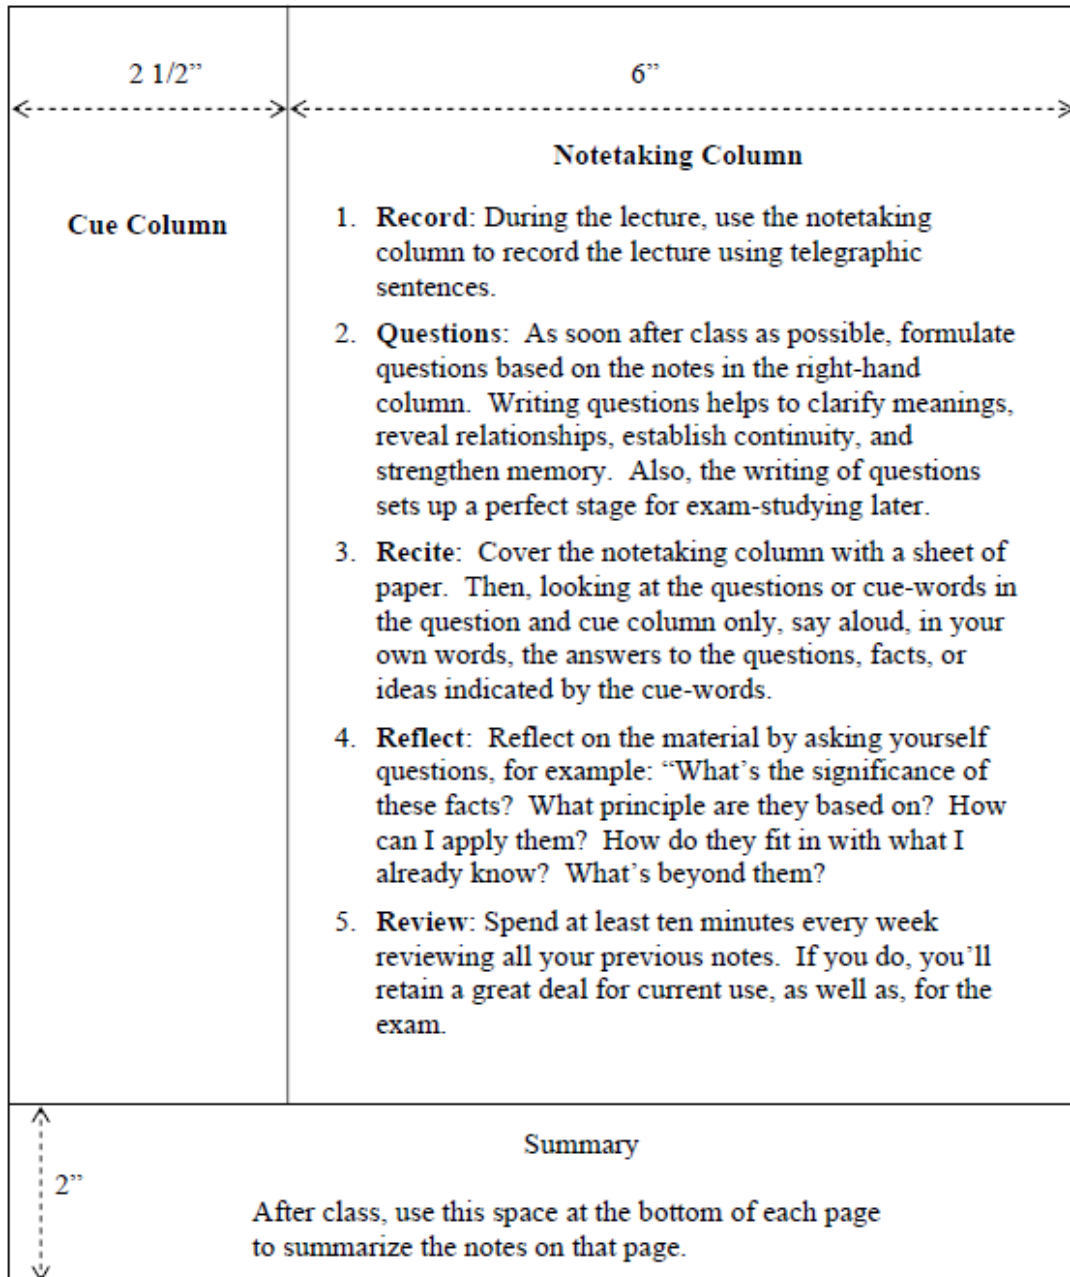 2 1/2”
6”
Notetaking Column
Cue Column
1. Record: During the lecture, use the notetaking
column to record the lecture using telegraphic
sentences.
2. Questions: As soon after class as possible, formulate
questions based on the notes in the right-hand
column. Writing questions helps to clarify meanings,
reveal relationships, establish continuity, and
strengthen memory. Also, the writing of questions
sets up a perfect stage for exam-studying later.
3. Recite: Cover the notetaking column with a sheet of
paper. Then, looking at the questions or cue-words in
the question and cue column only, say aloud, in your
own words, the answers to the questions, facts, or
ideas indicated by the cue-words.
4. Reflect: Reflect on the material by asking yourself
questions, for example: “What’s the significance of
these facts? What principle are they based on? How
can I apply them? How do they fit in with what I
already know? What’s beyond them?
5. Review: Spend at least ten minutes every week
reviewing all your previous notes. If you do, you’ll
retain a great deal for current use, as well as, for the
exam.
Summary
2”
After class, use this space at the bottom of each page
to summarize the notes on that page.